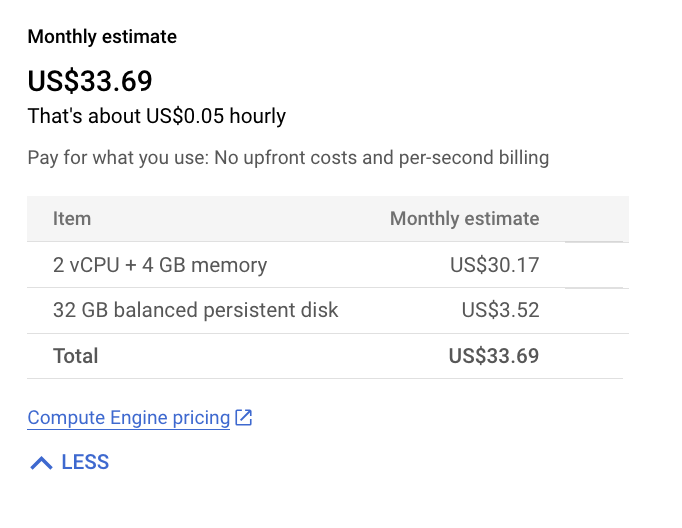 Monthly estimate
US$33.69
That's about US$0.05 hourly
Pay for what you use: No upfront costs and per-second billing
Item Monthly estimate
2 vCPU + 4 GB memory US$30.17
32 GB balanced persistent disk US$3.52
Total US$33.69
Compute Engine pricing
LESS